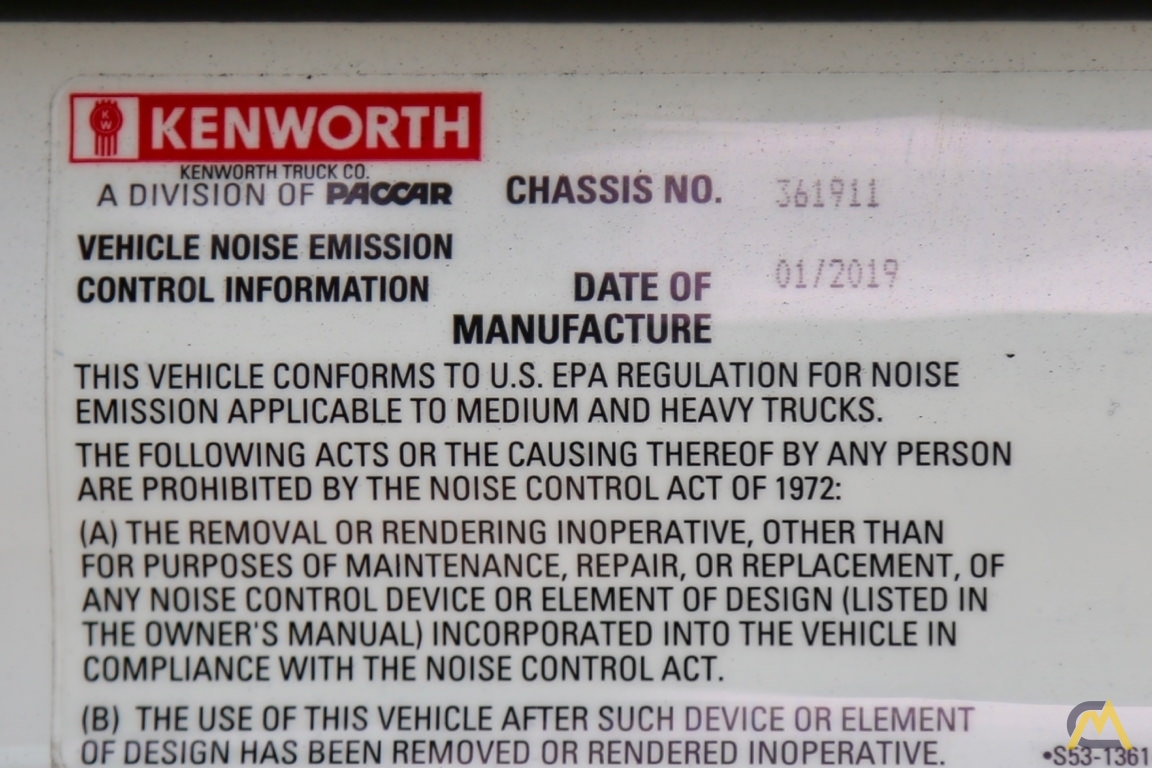 KW KENWORTH
KENWORTH TRUCK CO.
A DIVISION OF PACCAR
CHASSIS NO. 361911
VEHICLE NOISE EMISSION
CONTROL INFORMATION
DATE OF 01/2019
MANUFACTURE
THIS VEHICLE CONFORMS TO U.S. EPA REGULATION FOR NOISE
EMISSION APPLICABLE TO MEDIUM AND HEAVY TRUCKS.
THE FOLLOWING ACTS OR THE CAUSING THEREOF BY ANY PERSON
ARE PROHIBITED BY THE NOISE CONTROL ACT OF 1972:
(A) THE REMOVAL OR RENDERING INOPERATIVE, OTHER THAN
FOR PURPOSES OF MAINTENANCE, REPAIR, OR REPLACEMENT, OF
ANY NOISE CONTROL DEVICE OR ELEMENT OF DESIGN (LISTED IN
THE OWNER'S MANUAL) INCORPORATED INTO THE VEHICLE IN
COMPLIANCE WITH THE NOISE CONTROL ACT.
(B) THE USE OF THIS VEHICLE AFTER SUCH DEVICE OR ELEMENT
OF DESIGN HAS BEEN REMOVED OR RENDERED INOPERATIVE.
•S53-1361